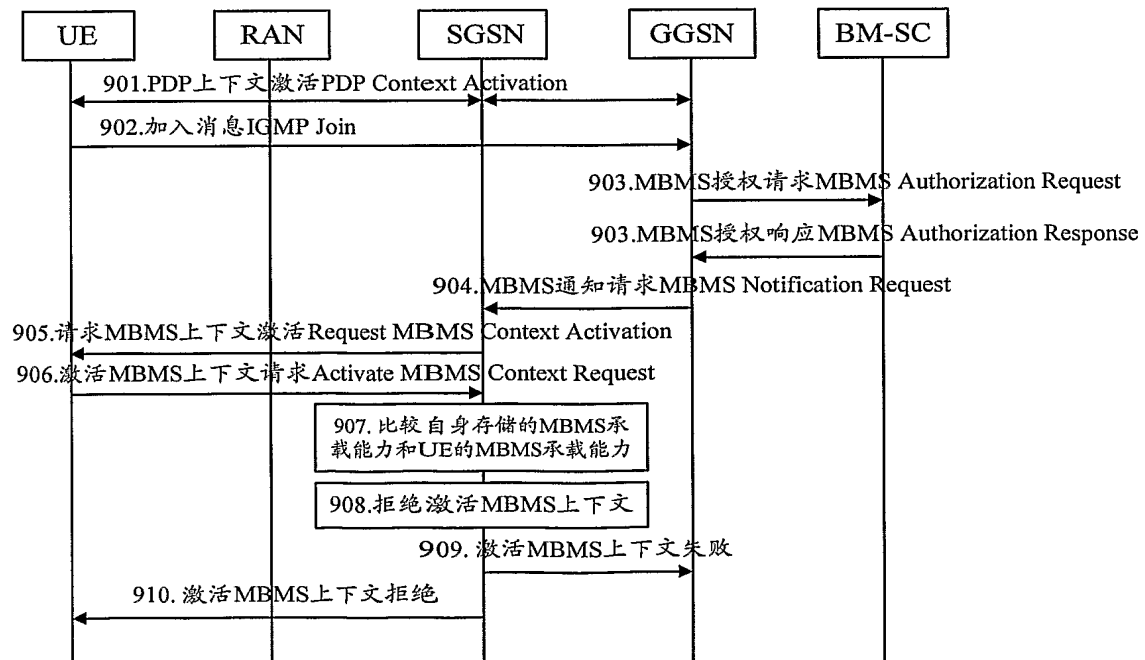 UE RAN SGSN GGSN BM-SC
901.PDP上下文激活PDP Context Activation
902.加入消息IGMP Join
903.MBMS授权请求MBMS Authorization Request
903.MBMS授权响应MBMS Authorization Response
904.MBMS通知请求MBMS Notification Request
905.请求MBMS上下文激活Request MBMS Context Activation
906.激活MBMS上下文请求Activate MBMS Context Request
907. 比较自身存储的MBMS承
载能力和UE的MBMS承载能力
908.拒绝激活MBMS上下文
909. 激活MBMS上下文失败
910. 激活MBMS上下文拒绝